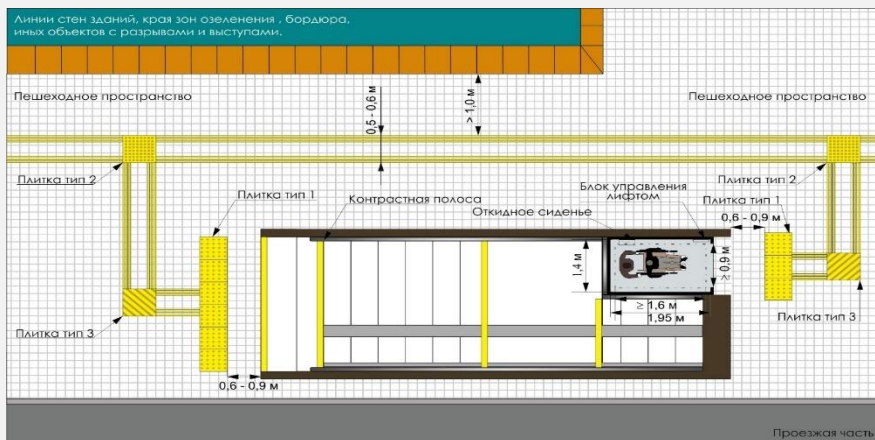 Линии стен зданий, края зон озеленения , бордюра,
иных объектов с разрывами и выступами.
Пешеходное пространство
0,5 - 0,6 м
> 1,0 м
Пешеходное пространство
Плитка тип 2
Плитка тип 1
Контрастная полоса
Блок управления
лифтом
Откидное сиденье
Плитка тип 2
Плитка тип 1
0,6 - 0,9 м
1,4 м
≥ 0,9 м
≥ 1,6 м
1,95 м
Плитка тип 3
Плитка тип 3
0,6 - 0,9 м
Проезжая часть